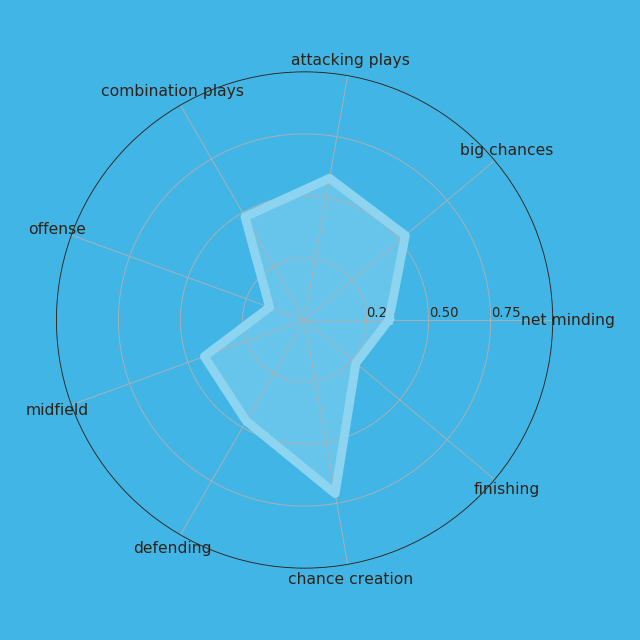 attacking plays
combination plays
big chances
offense
0.2 0.50 0.75
net minding
midfield
finishing
defending
chance creation